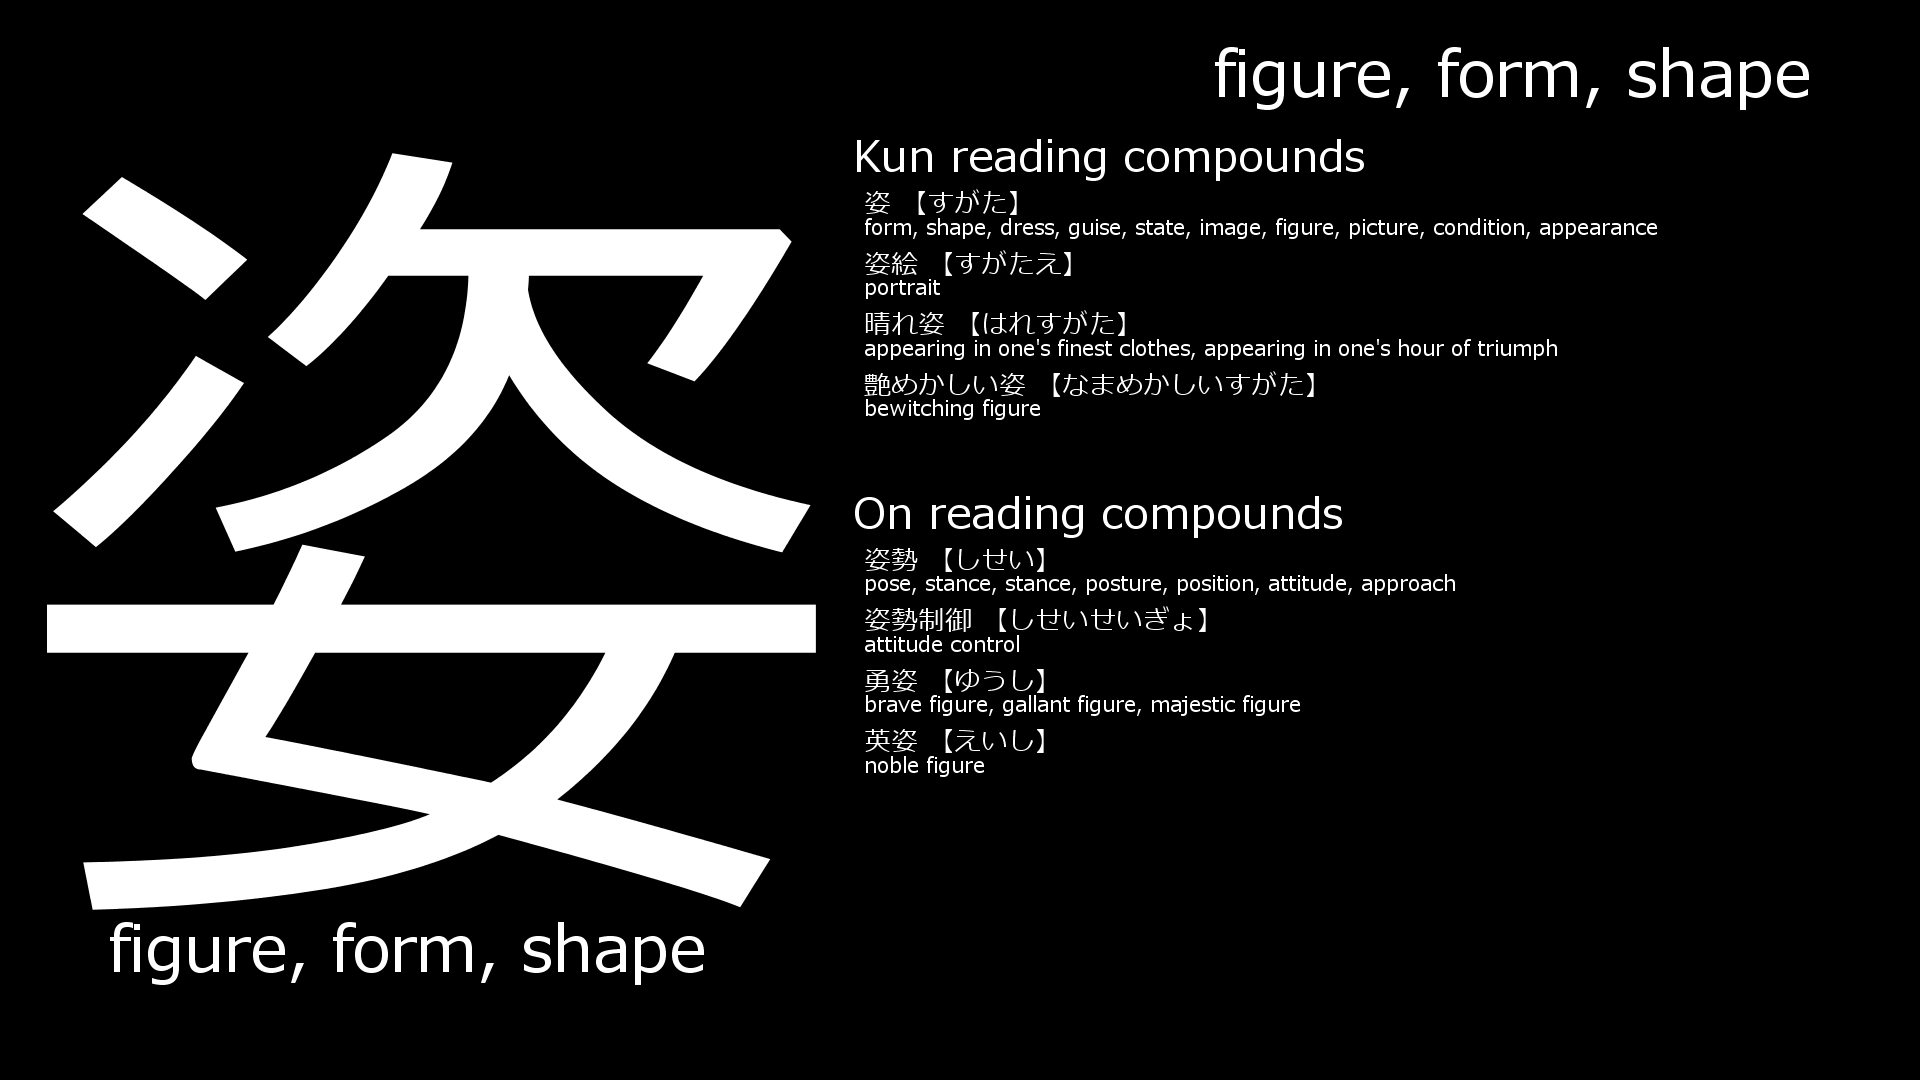 figure, form, shape
姿
figure, form, shape
Kun reading compounds
姿 【すがた】
form, shape, dress, guise, state, image, figure, picture, condition, appearance
姿絵 【すがたえ】
portrait
晴れ姿 【はれすがた】
appearing in one's finest clothes, appearing in one's hour of triumph
艶めかしい姿 【なまめかしいすがた】
bewitching figure
On reading compounds
姿勢 【しせい】
pose, stance, stance, posture, position, attitude, approach
姿勢制御 【しせいせいぎょ】
attitude control
勇姿 【ゆうし】
brave figure, gallant figure, majestic figure
英姿 【えいし】
noble figure